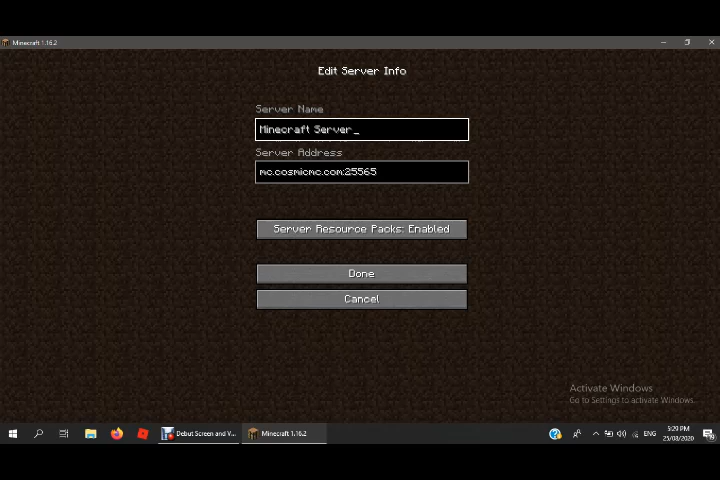 Minecraft 1.16.2
Edit Server Info
Server Name
Minecraft Server_
Server Address
mc.cosmicmc.com:25565
Server Resource Packs: Enabled
Done
Cancel
Activate Windows
Go to Settings to activate Windows.
Debut Screen and V...
Minecraft 1.16.2
ENG
5:29 PM
25/08/2020